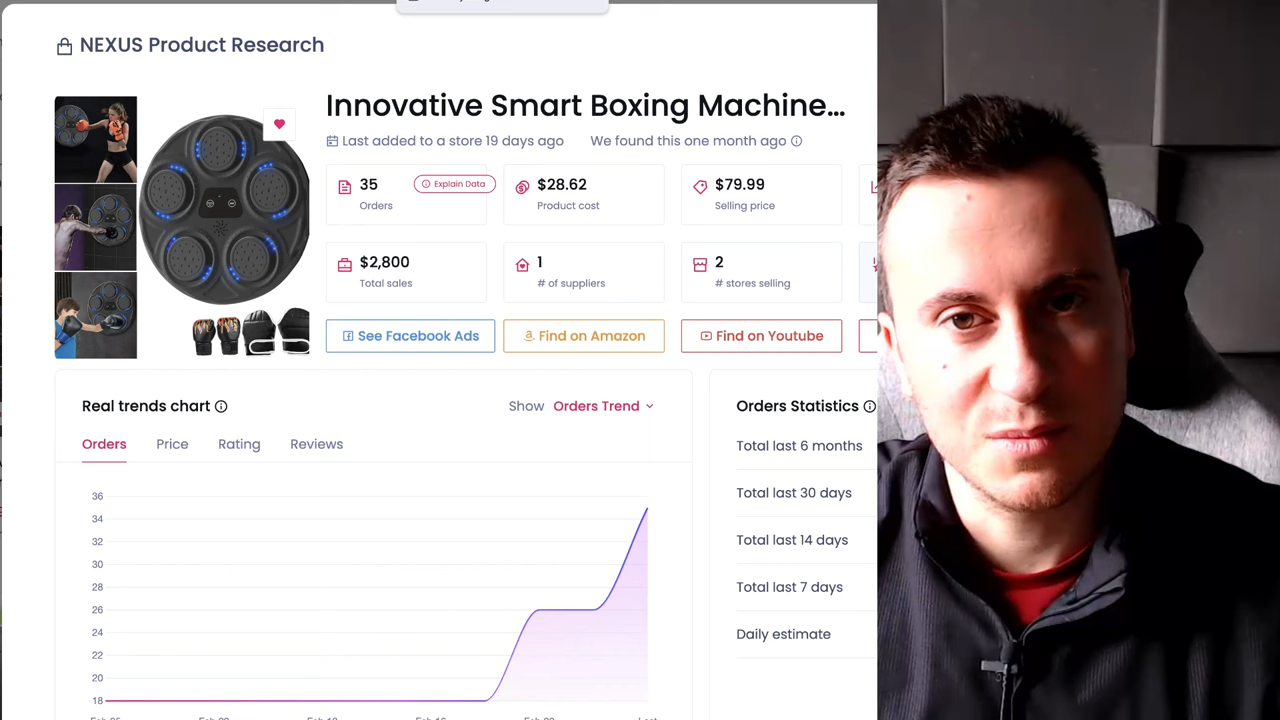 NEXUS Product Research
Innovative Smart Boxing Machine...
Last added to a store 19 days ago
We found this one month ago
35
Orders
Explain Data
$28.62
Product cost
$79.99
Selling price
$2,800
Total sales
1
# of suppliers
2
# stores selling
See Facebook Ads
Find on Amazon
Find on Youtube
Real trends chart
Show Orders Trend
Orders Price Rating Reviews
36
34
32
30
28
26
24
22
20
18
Orders Statistics
Total last 6 months
Total last 30 days
Total last 14 days
Total last 7 days
Daily estimate